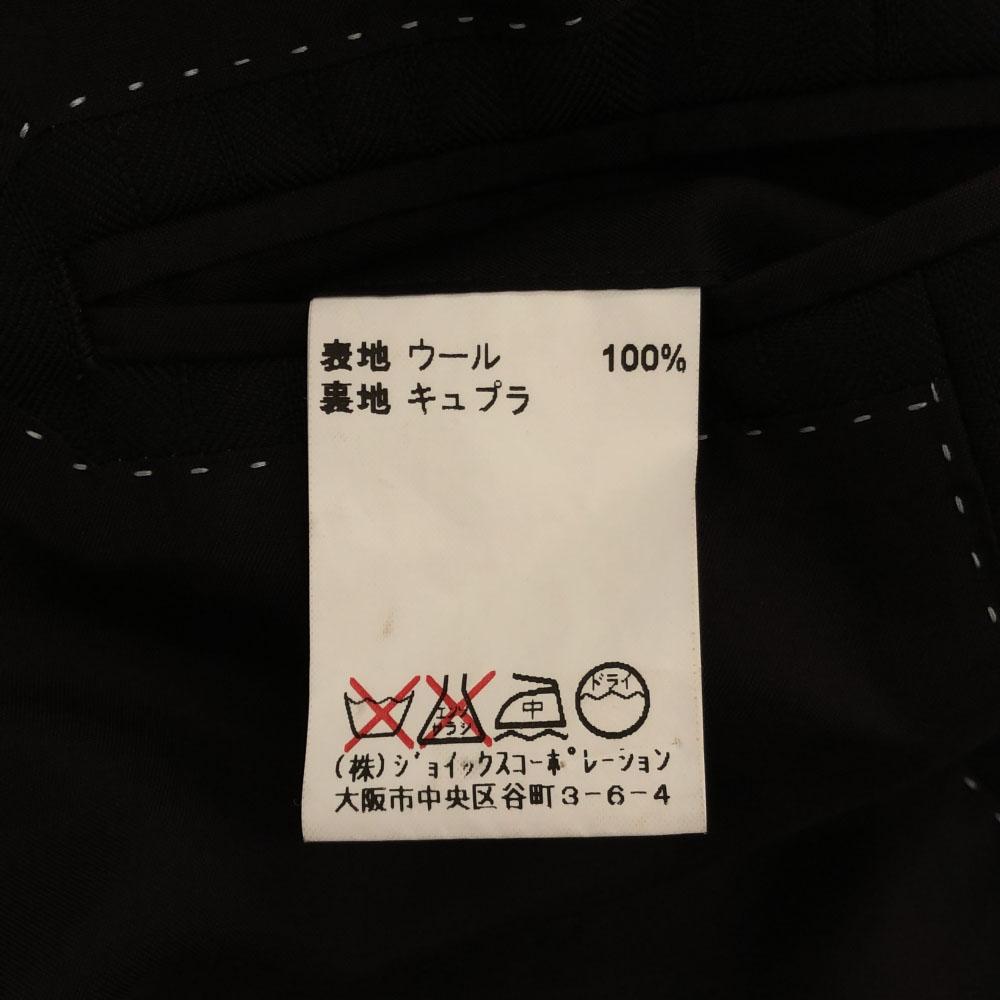 表地 ウール 100%
裏地 キュプラ
エンソ サラシ 中 ドライ
(株)ジョイックスコーポレーション
大阪市中央区谷町3-6-4